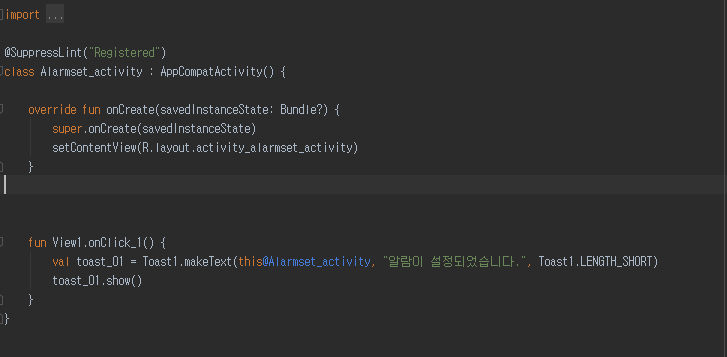 import ...
@SuppressLint("Registered")
class Alarmset_activity : AppCompatActivity() {
override fun onCreate(savedInstanceState: Bundle?) {
super.onCreate(savedInstanceState)
setContentView(R.layout.activity_alarmset_activity)
}
fun View1.onClick_1() {
val toast_01 = Toast1.makeText(this@Alarmset_activity, "알람이 설정되었습니다.", Toast1.LENGTH_SHORT)
toast_01.show()
}
}